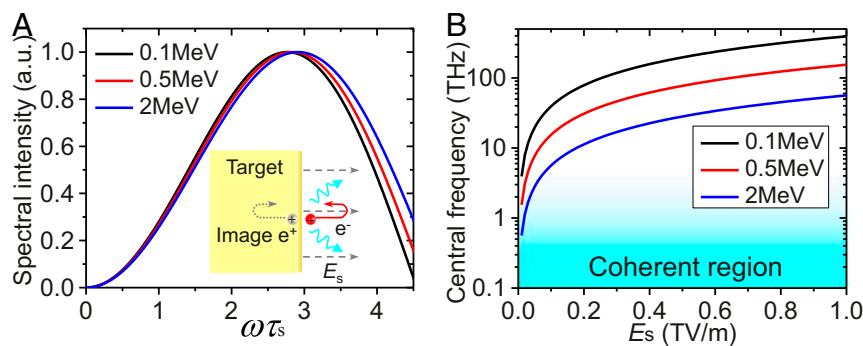 A
Spectral intensity (a.u.)
1.0
0.8
0.6
0.4
0.2
0.0
0.1MeV
0.5MeV
2MeV
Target
Image e⁺
+
−
e⁻
Eₛ
0 1 2 3 4
ωτₛ
B
Central frequency (THz)
100
10
1
0.1
0.1MeV
0.5MeV
2MeV
Coherent region
0.0 0.2 0.4 0.6 0.8 1.0
Eₛ (TV/m)